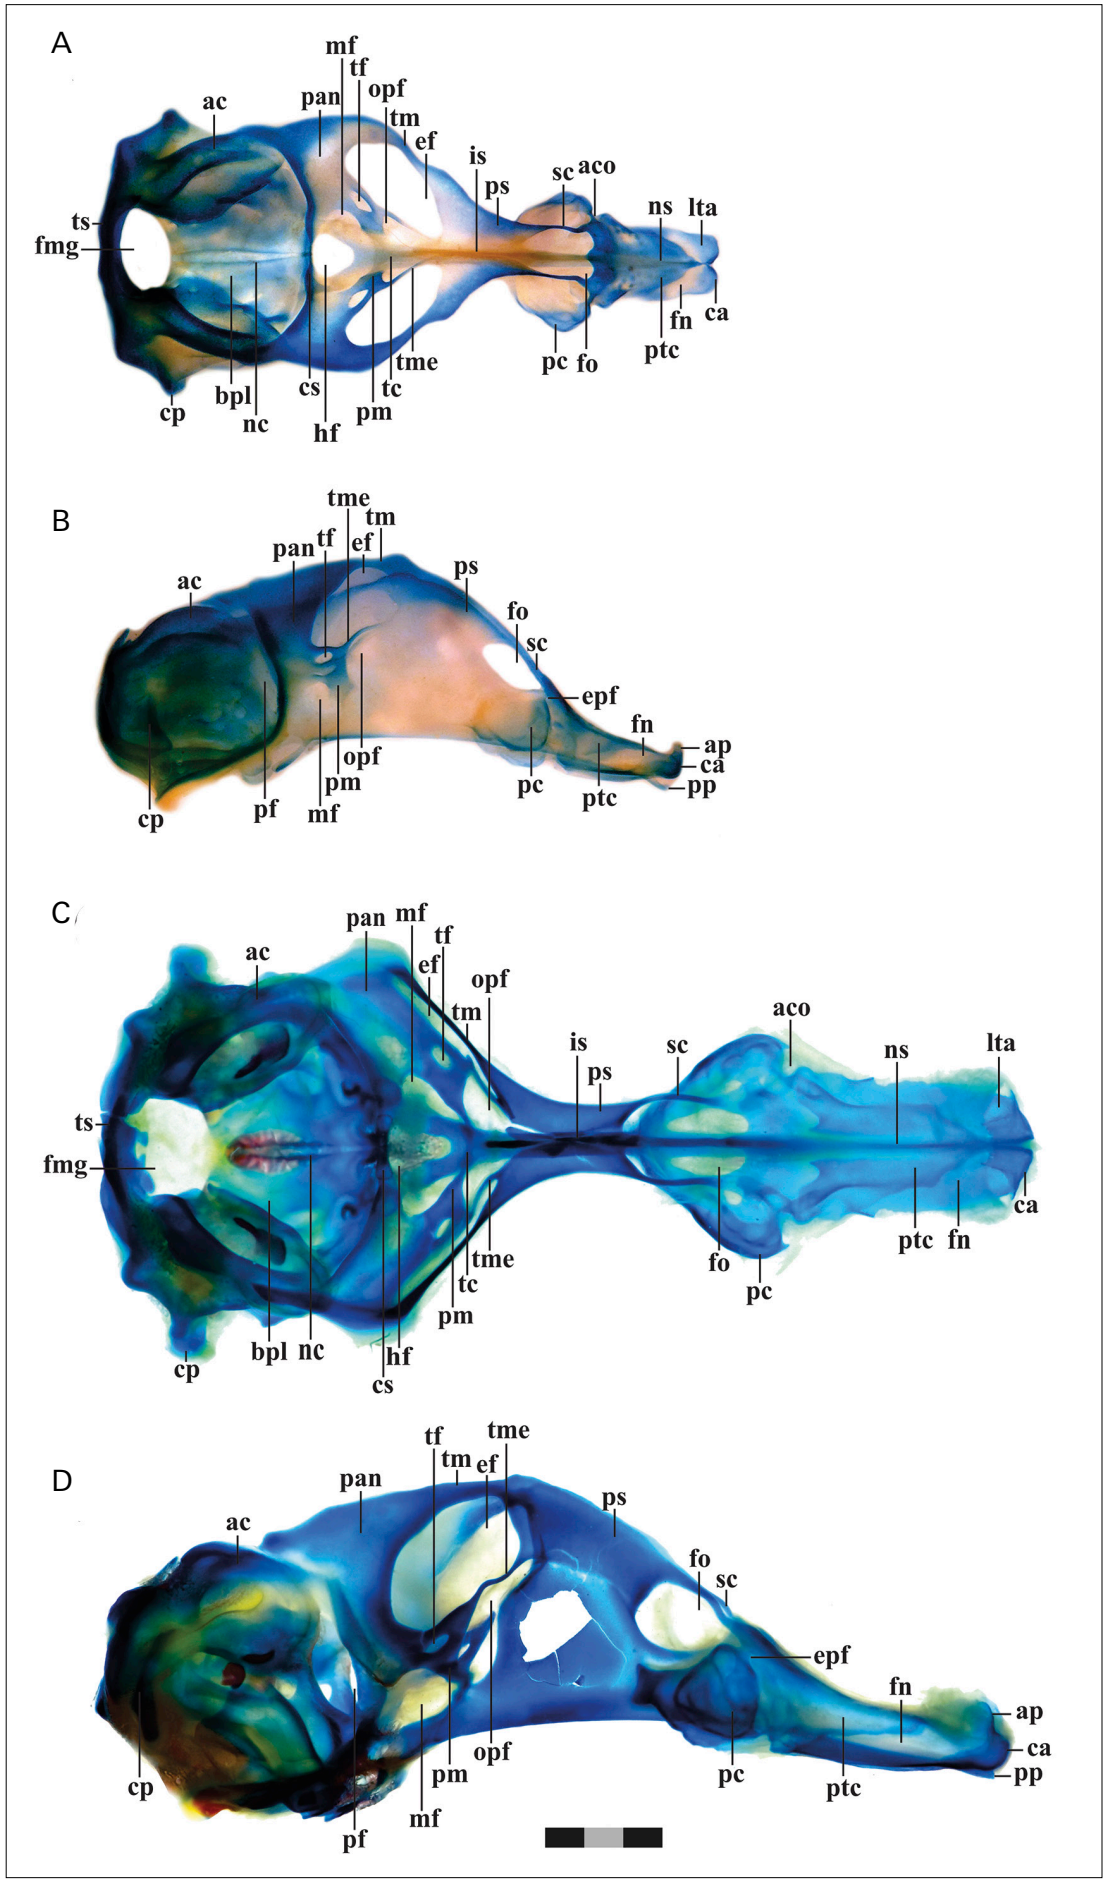 A
mf
tf
opf
pan
ac
tm
ef
is
sc aco
ps
ns lta
ts
fmg
ca
fn
ptc
tme
pc fo
cs
tc
bpl
pm
cp
nc
hf
B
tme
tm
tf
ef
pan
ps
ac
fo
sc
epf
fn
ap
ca
opf
pm
pc
pp
ptc
pf
mf
cp
C
mf
pan
tf
ac
ef
opf
tm
aco
is
sc
ns
lta
ps
ts
fmg
ca
ptc fn
tme
fo
tc
pc
pm
bpl nc
hf
cp
cs
D
tme
tf
tm
ef
pan
ps
ac
fo
sc
epf
fn
ap
ca
opf
pm
pc
pp
cp
ptc
mf
pf